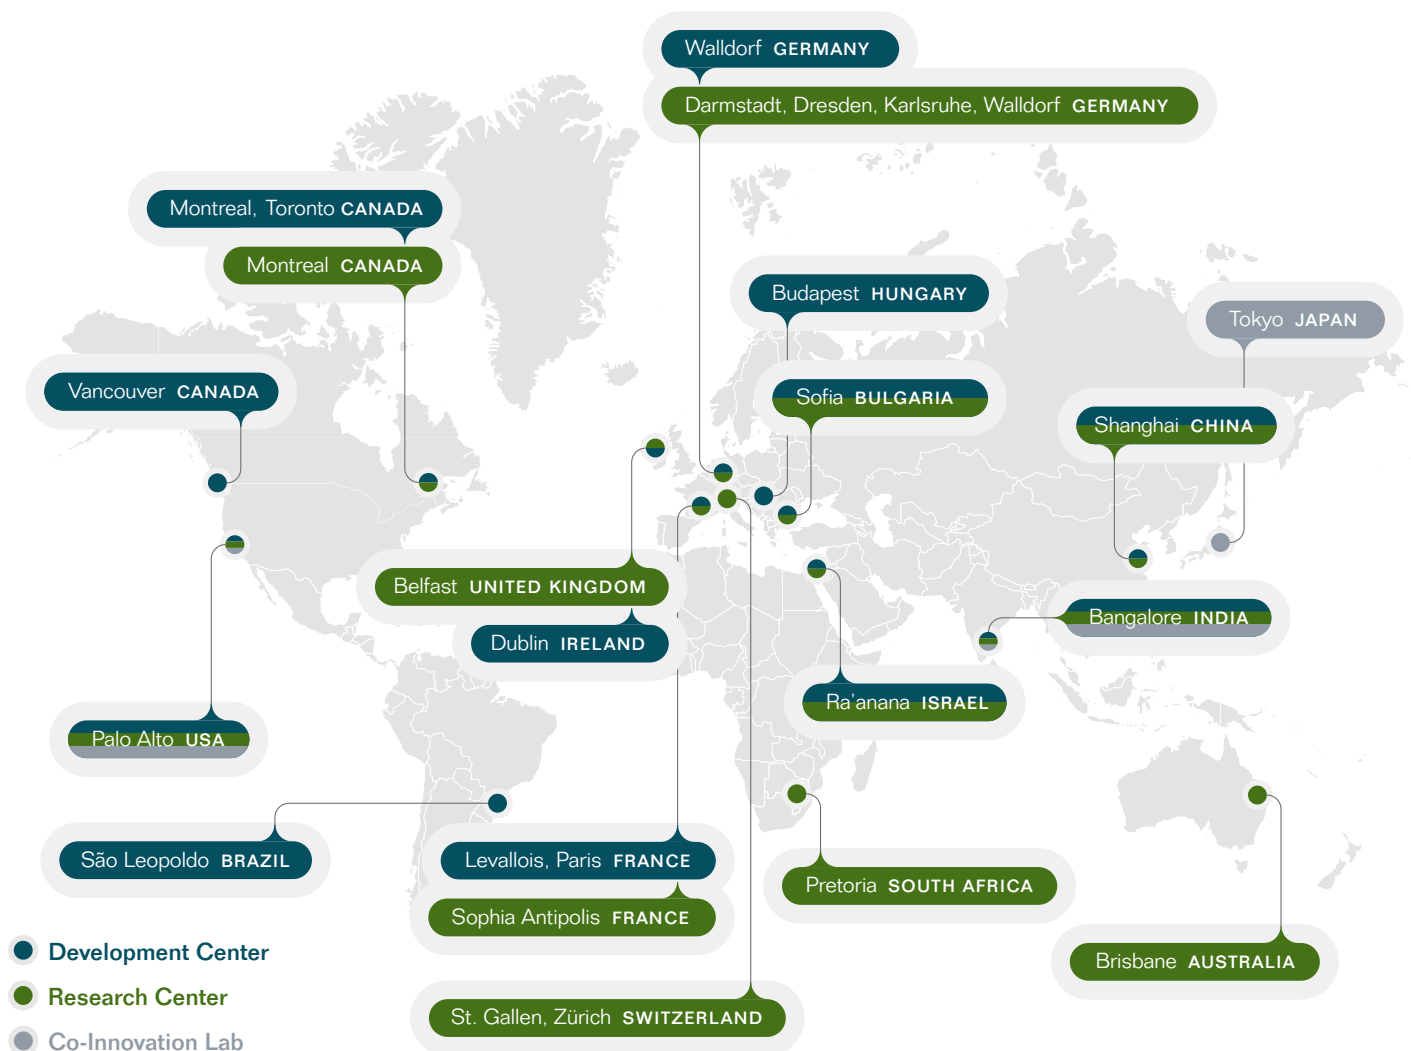 Walldorf GERMANY
Darmstadt, Dresden, Karlsruhe, Walldorf GERMANY
Montreal, Toronto CANADA
Montreal CANADA
Budapest HUNGARY
Tokyo JAPAN
Vancouver CANADA
Sofia BULGARIA
Shanghai CHINA
Belfast UNITED KINGDOM
Dublin IRELAND
Bangalore INDIA
Ra'anana ISRAEL
Palo Alto USA
São Leopoldo BRAZIL
Levallois, Paris FRANCE
Sophia Antipolis FRANCE
Pretoria SOUTH AFRICA
Brisbane AUSTRALIA
St. Gallen, Zürich SWITZERLAND
Development Center
Research Center
Co-Innovation Lab